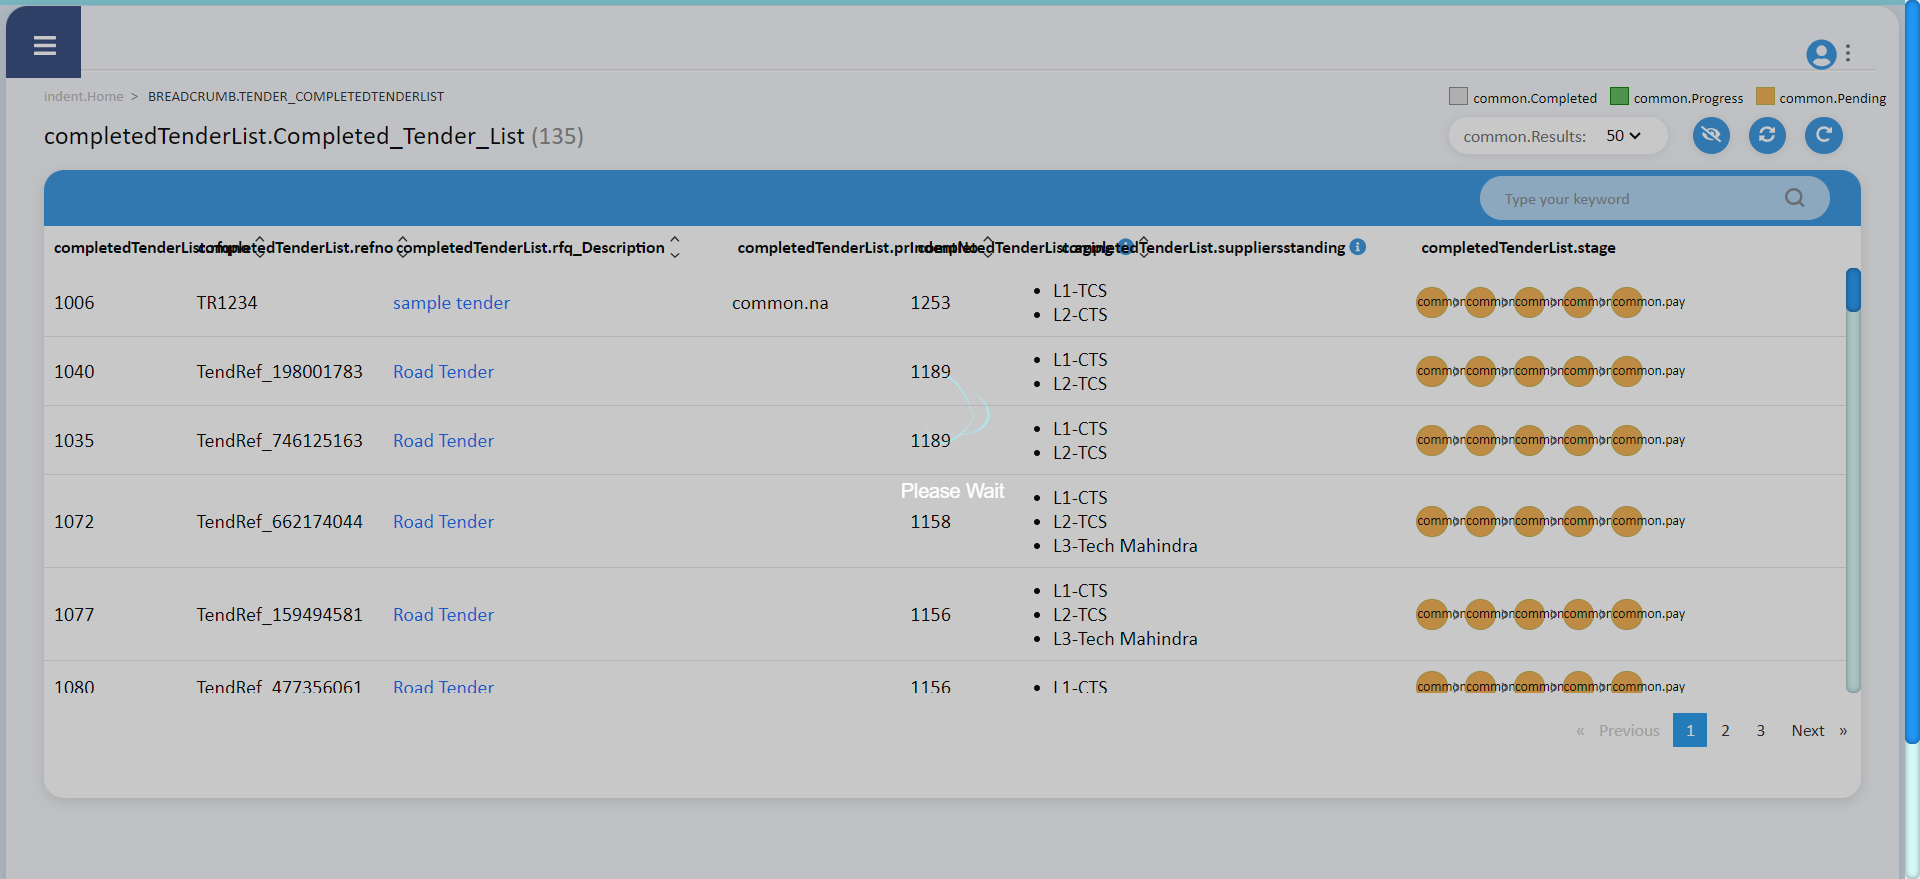 indent.Home > BREADCRUMB.TENDER_COMPLETEDTENDERLIST
common.Completed common.Progress common.Pending
completedTenderList.Completed_Tender_List (135)
common.Results: 50
Type your keyword
completedTenderList.rfqno completedTenderList.refno completedTenderList.rfq_Description completedTenderList.prIndentNo completedTenderList.aging completedTenderList.suppliersstanding completedTenderList.stage
1006 TR1234 sample tender common.na 1253
L1-TCS
L2-CTS
common common common common common.pay
1040 TendRef_198001783 Road Tender 1189
L1-CTS
L2-TCS
common common common common common.pay
1035 TendRef_746125163 Road Tender 1189
L1-CTS
L2-TCS
common common common common common.pay
Please Wait
1072 TendRef_662174044 Road Tender 1158
L1-CTS
L2-TCS
L3-Tech Mahindra
common common common common common.pay
1077 TendRef_159494581 Road Tender 1156
L1-CTS
L2-TCS
L3-Tech Mahindra
common common common common common.pay
1080 TendRef_477356061 Road Tender 1156
L1-CTS
common common common common common.pay
« Previous 1 2 3 Next »